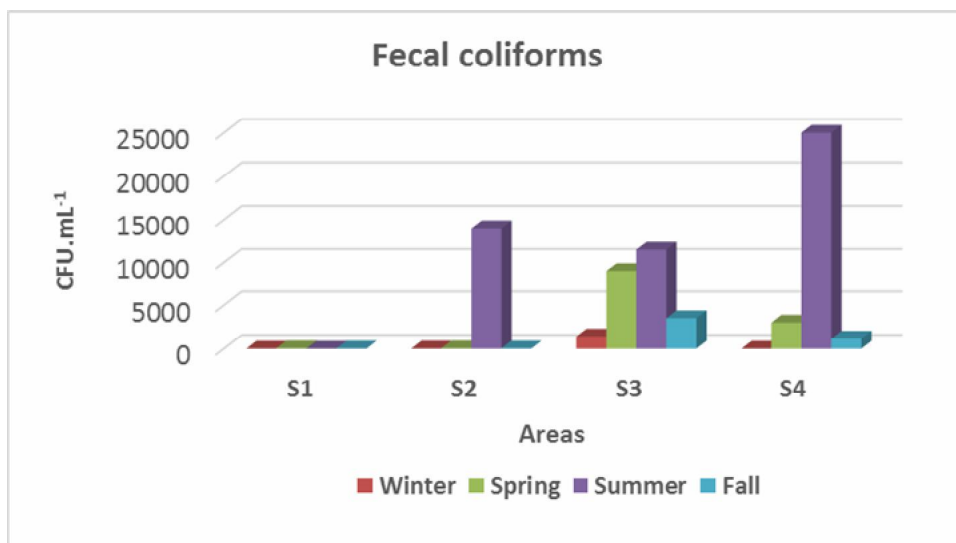 Fecal coliforms
CFU.mL⁻¹
25000
20000
15000
10000
5000
0
S1 S2 S3 S4
Areas
Winter Spring Summer Fall